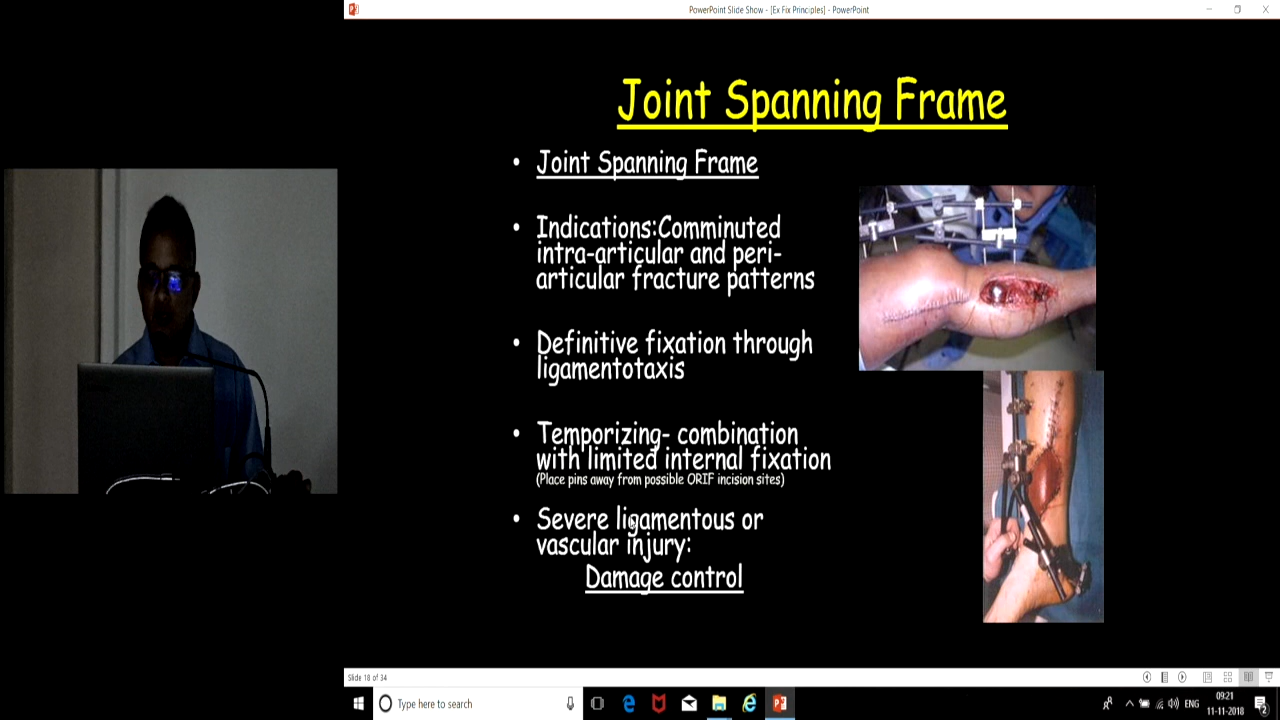 PowerPoint Slide Show - [Ex Fix Principles] - PowerPoint
Joint Spanning Frame
• Joint Spanning Frame
• Indications:Comminuted
intra-articular and peri-
articular fracture patterns
• Definitive fixation through
ligamentotaxis
• Temporizing- combination
with limited internal fixation
(Place pins away from possible ORIF incision sites)
• Severe ligamentous or
vascular injury:
Damage control
Slide 18 of 34
Type here to search
ENG
09:21
11-11-2018
2